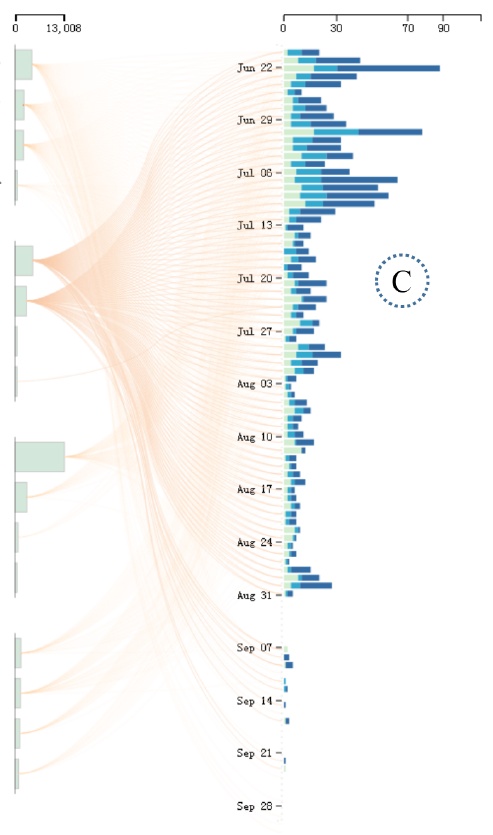 0 13,008
0 30 70 90
Jun 22
Jun 29
Jul 06
Jul 13
C
Jul 20
Jul 27
Aug 03
Aug 10
Aug 17
Aug 24
Aug 31
Sep 07
Sep 14
Sep 21
Sep 28